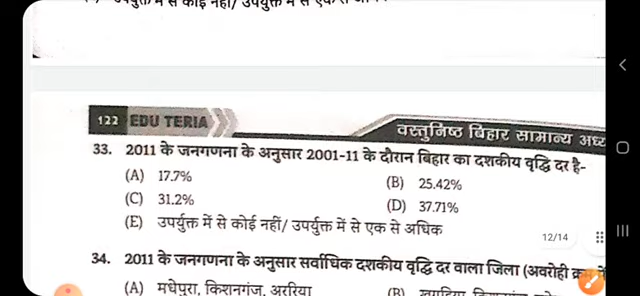 122 EDU TERIA
वस्तुनिष्ठ बिहार सामान्य
33. 2011 के जनगणना के अनुसार 2001-11 के दौरान बिहार का दशकीय वृद्धि दर है-
(A) 17.7%
(B) 25.42%
(C) 31.2%
(D) 37.71%
(E) उपर्युक्त में से कोई नहीं/ उपर्युक्त में से एक से अधिक
12/14
34. 2011 के जनगणना के अनुसार सर्वाधिक दशकीय वृद्धि दर वाला जिला (अवरोही
(A) मधेपुरा, किशनगंज, अररिया
(B)